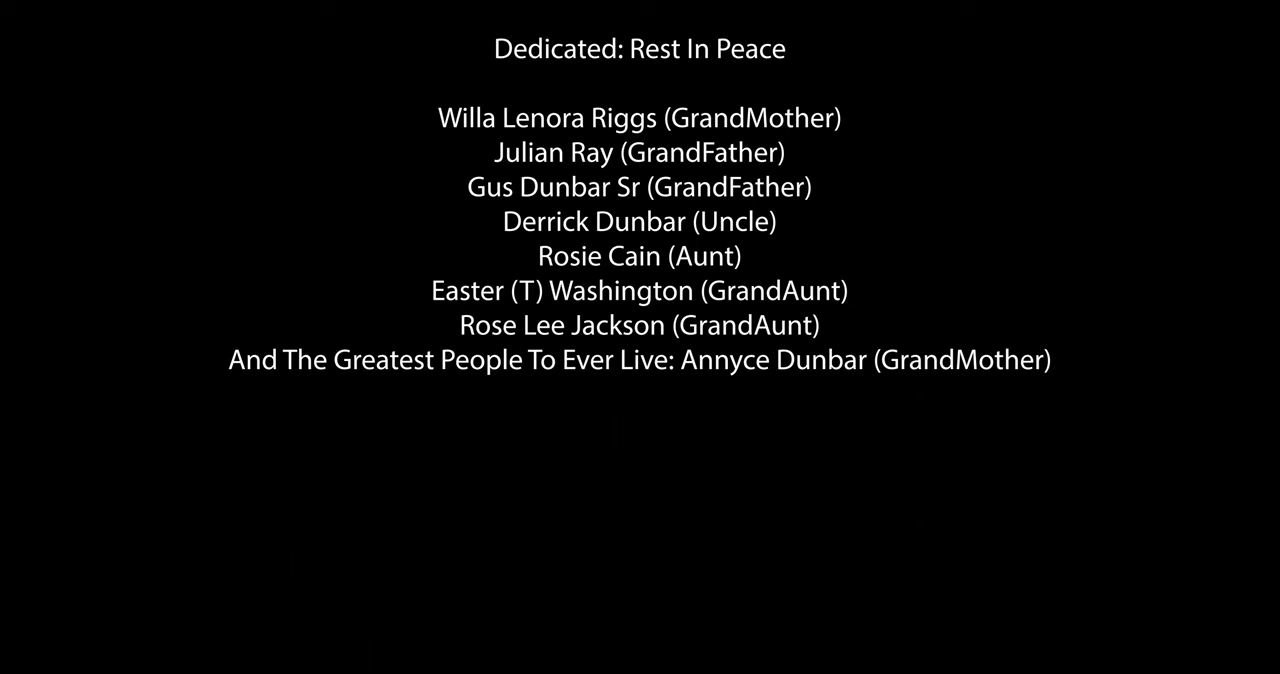 Dedicated: Rest In Peace
Willa Lenora Riggs (GrandMother)
Julian Ray (GrandFather)
Gus Dunbar Sr (GrandFather)
Derrick Dunbar (Uncle)
Rosie Cain (Aunt)
Easter (T) Washington (GrandAunt)
Rose Lee Jackson (GrandAunt)
And The Greatest People To Ever Live: Annyce Dunbar (GrandMother)